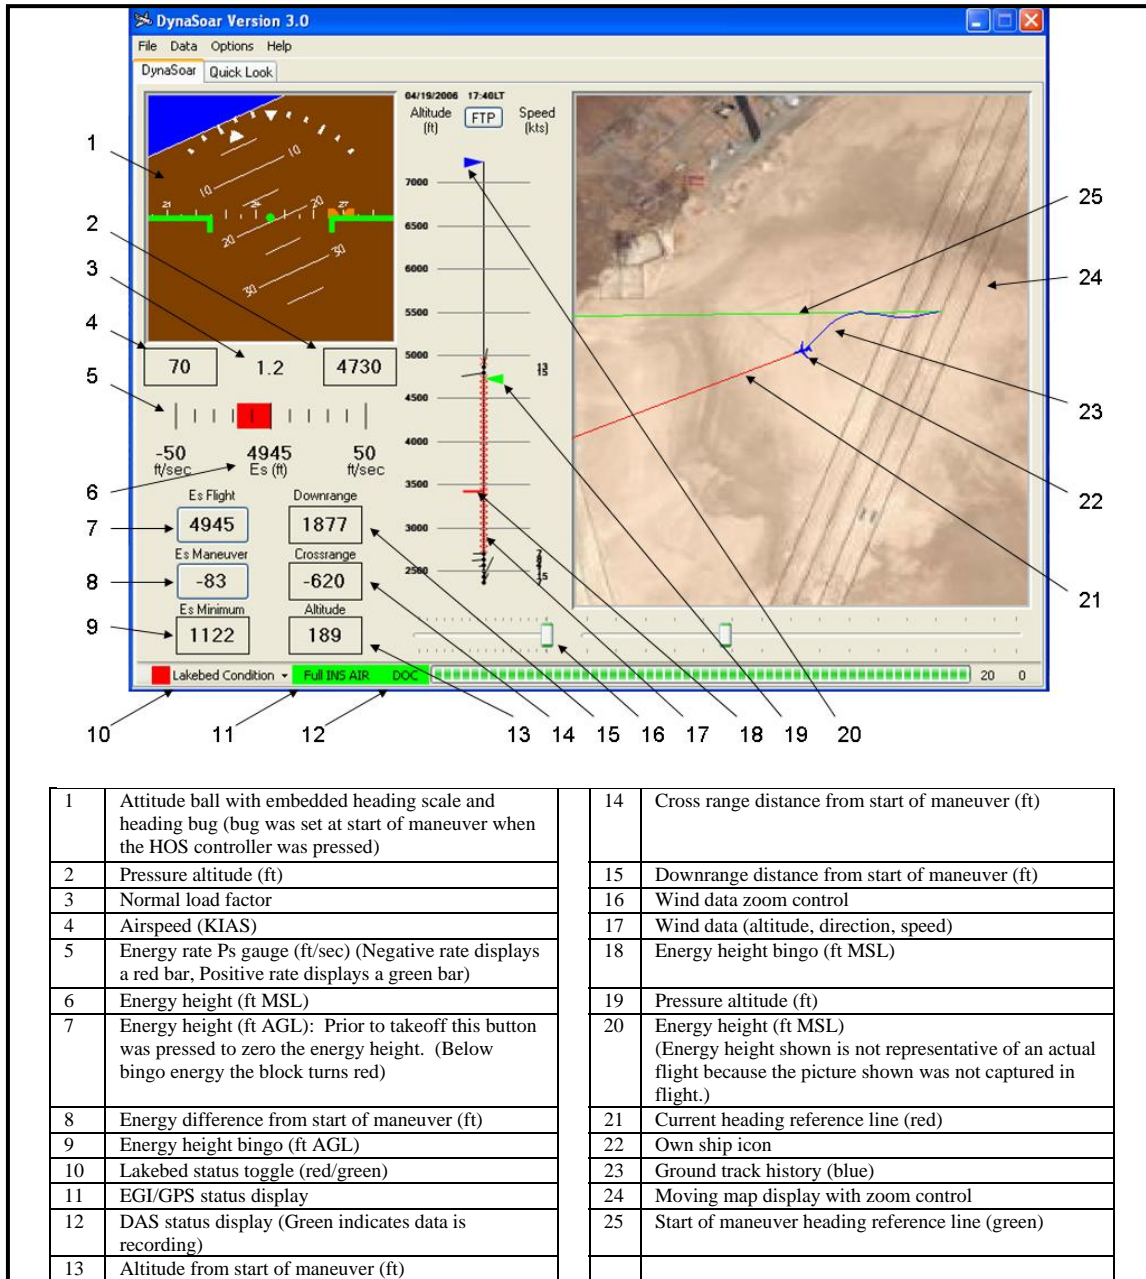 DynaSoar Version 3.0
File Data Options Help
DynaSoar Quick Look
04/19/2006 17:40LT
Altitude (ft)
FTP
Speed (kts)
10
10
20
20
30
30
21
24
27
70
1.2
4730
-50
ft/sec
4945
Es (ft)
50
ft/sec
Es Flight
4945
Downrange
1877
Es Maneuver
-83
Crossrange
-620
Es Minimum
1122
Altitude
189
7000
6500
6000
5500
5000
4500
4000
3500
3000
2500
13
15
15
Lakebed Condition
Full INS AIR
DOC
20 0
1
2
3
4
5
6
7
8
9
10
11
12
13
14
15
16
17
18
19
20
21
22
23
24
25
1 Attitude ball with embedded heading scale and
heading bug (bug was set at start of maneuver when
the HOS controller was pressed)
14 Cross range distance from start of maneuver (ft)
2 Pressure altitude (ft)
15 Downrange distance from start of maneuver (ft)
3 Normal load factor
16 Wind data zoom control
4 Airspeed (KIAS)
17 Wind data (altitude, direction, speed)
5 Energy rate Ps gauge (ft/sec) (Negative rate displays
a red bar, Positive rate displays a green bar)
18 Energy height bingo (ft MSL)
6 Energy height (ft MSL)
19 Pressure altitude (ft)
7 Energy height (ft AGL): Prior to takeoff this button
was pressed to zero the energy height. (Below
bingo energy the block turns red)
20 Energy height (ft MSL)
(Energy height shown is not representative of an actual
flight because the picture shown was not captured in
flight.)
8 Energy difference from start of maneuver (ft)
21 Current heading reference line (red)
9 Energy height bingo (ft AGL)
22 Own ship icon
10 Lakebed status toggle (red/green)
23 Ground track history (blue)
11 EGI/GPS status display
24 Moving map display with zoom control
12 DAS status display (Green indicates data is
recording)
25 Start of maneuver heading reference line (green)
13 Altitude from start of maneuver (ft)